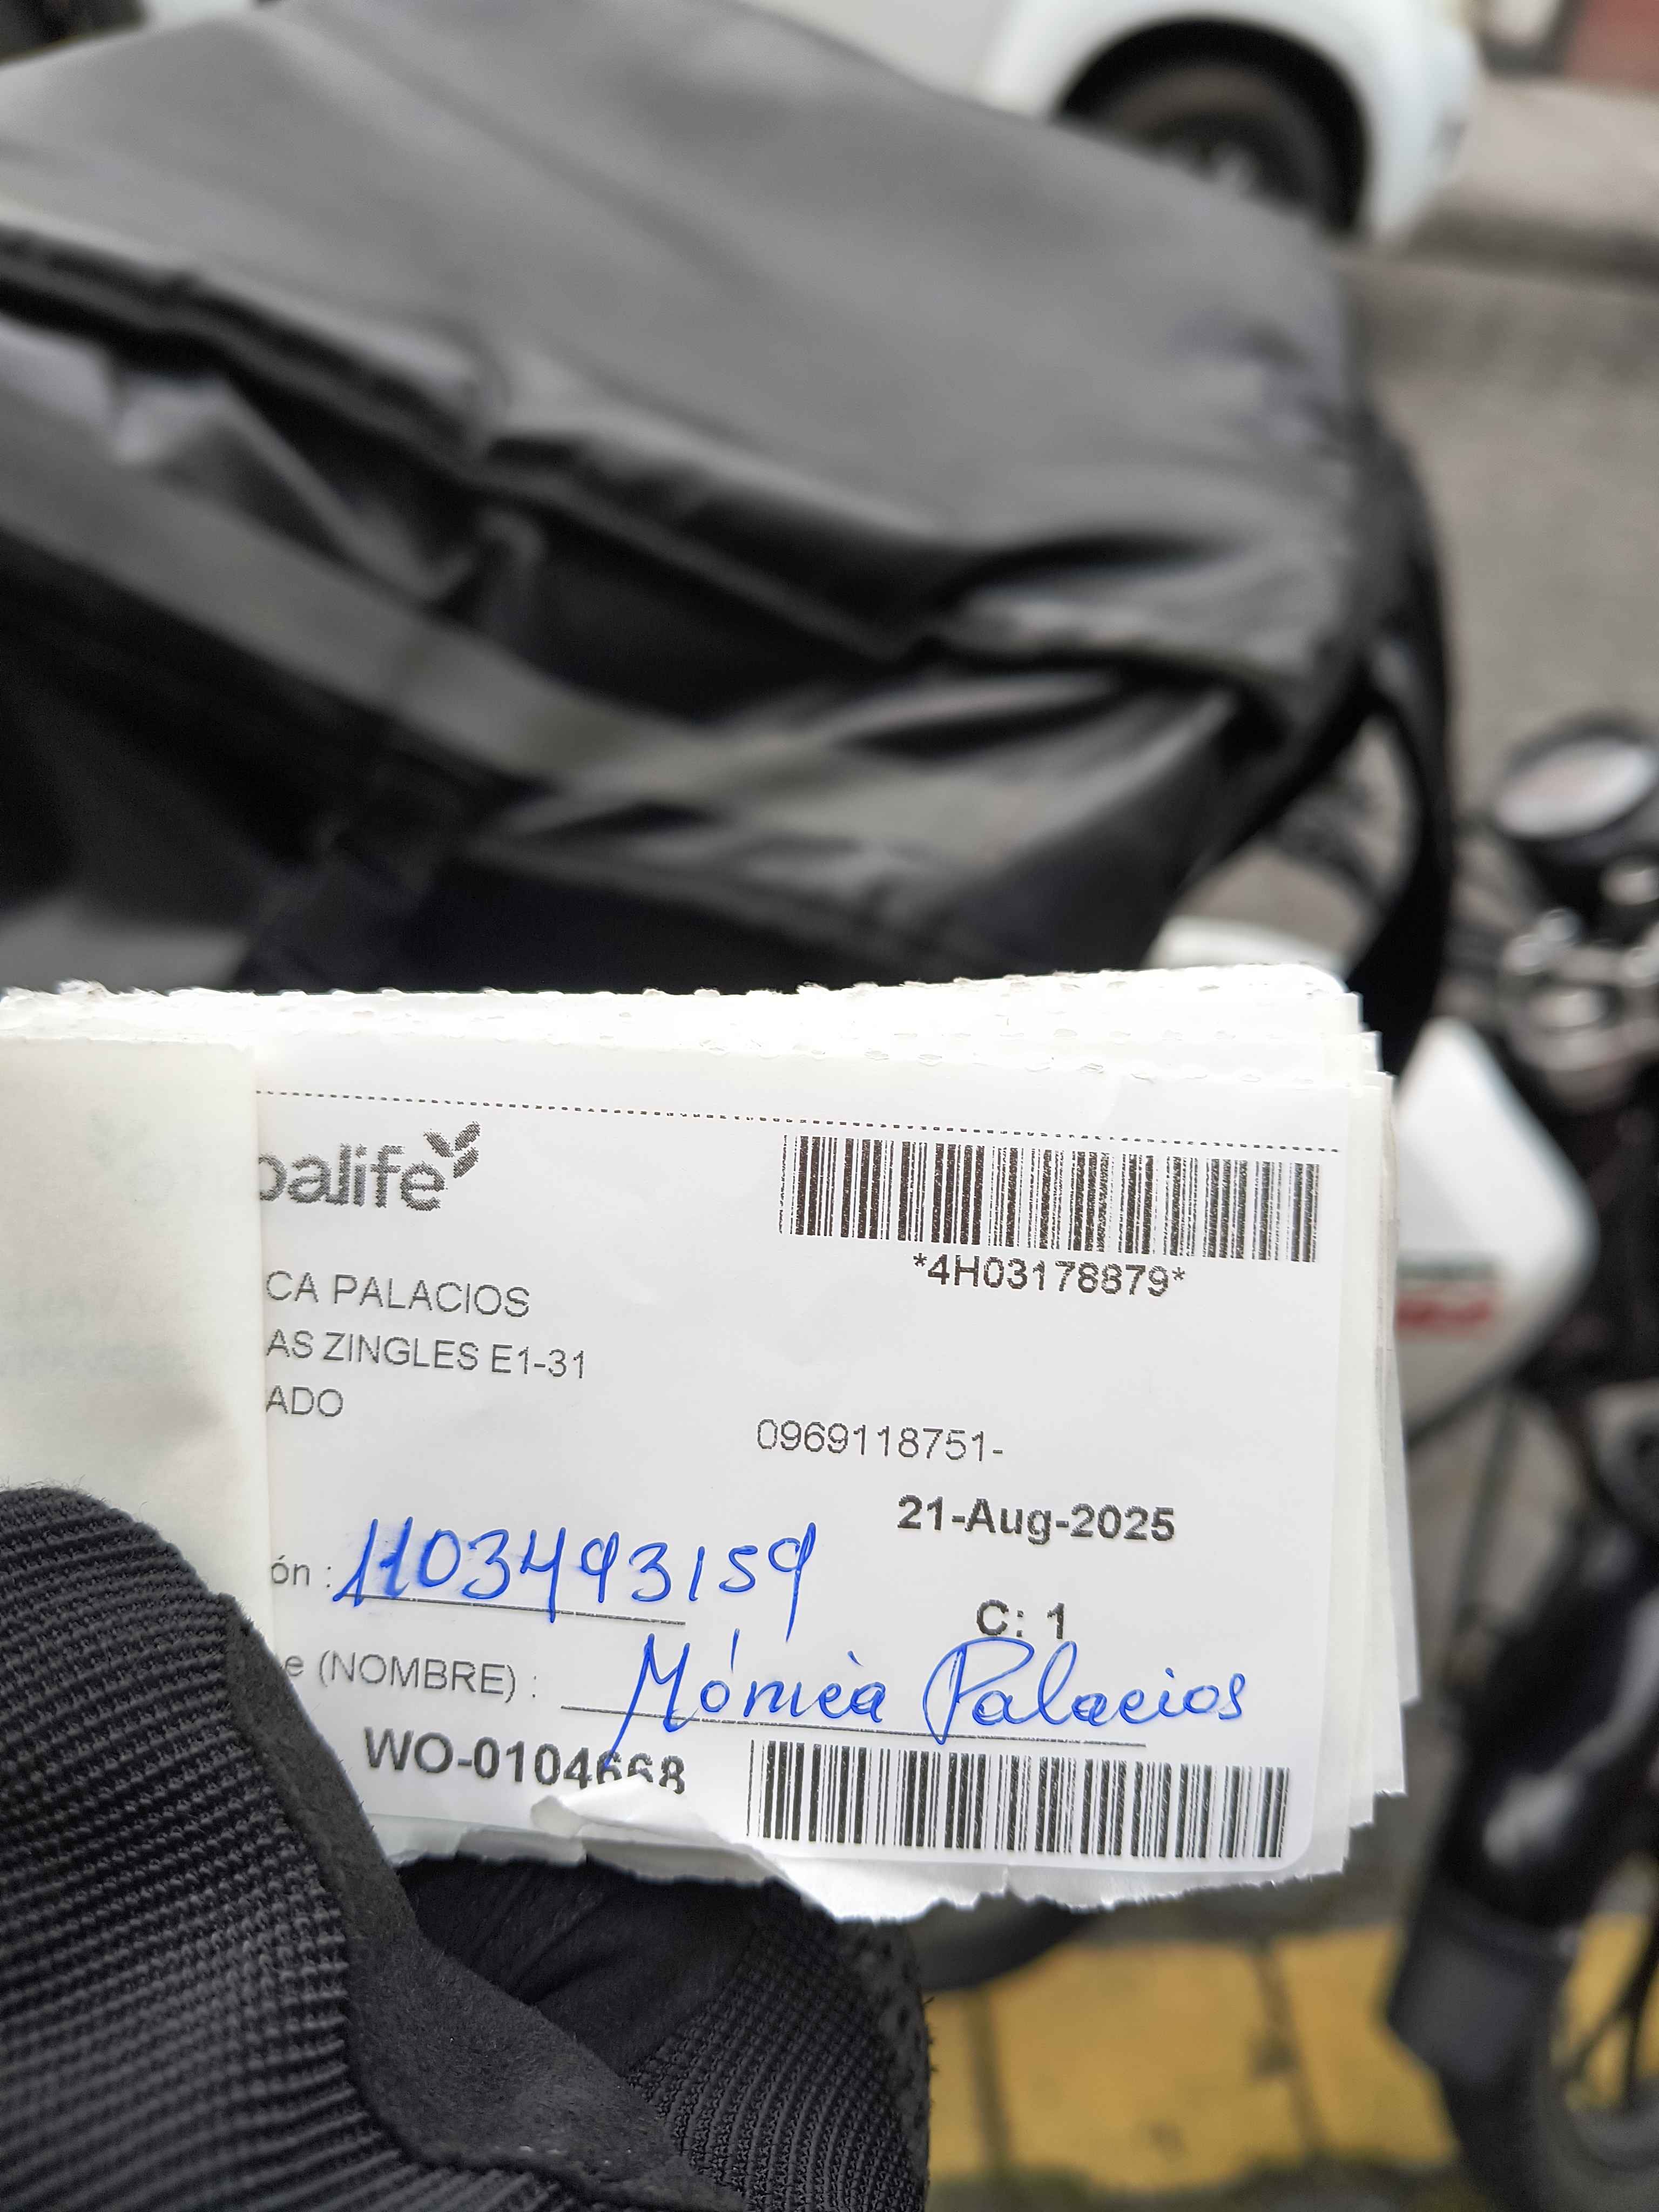 palife
*4H03178879*
CA PALACIOS
AS ZINGLES E1-31
ADO
0969118751-
21-Aug-2025
ón : 1103493159
C: 1
e (NOMBRE) : Mónica Palacios
WO-0104668